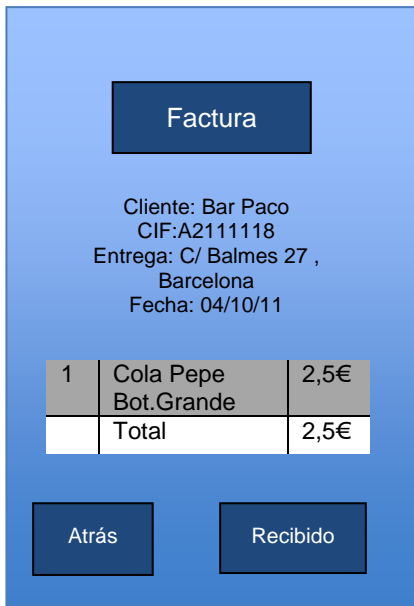 Factura
Cliente: Bar Paco
CIF:A2111118
Entrega: C/ Balmes 27 ,
Barcelona
Fecha: 04/10/11
1 Cola Pepe 2,5€
Bot.Grande
Total 2,5€
Atrás Recibido